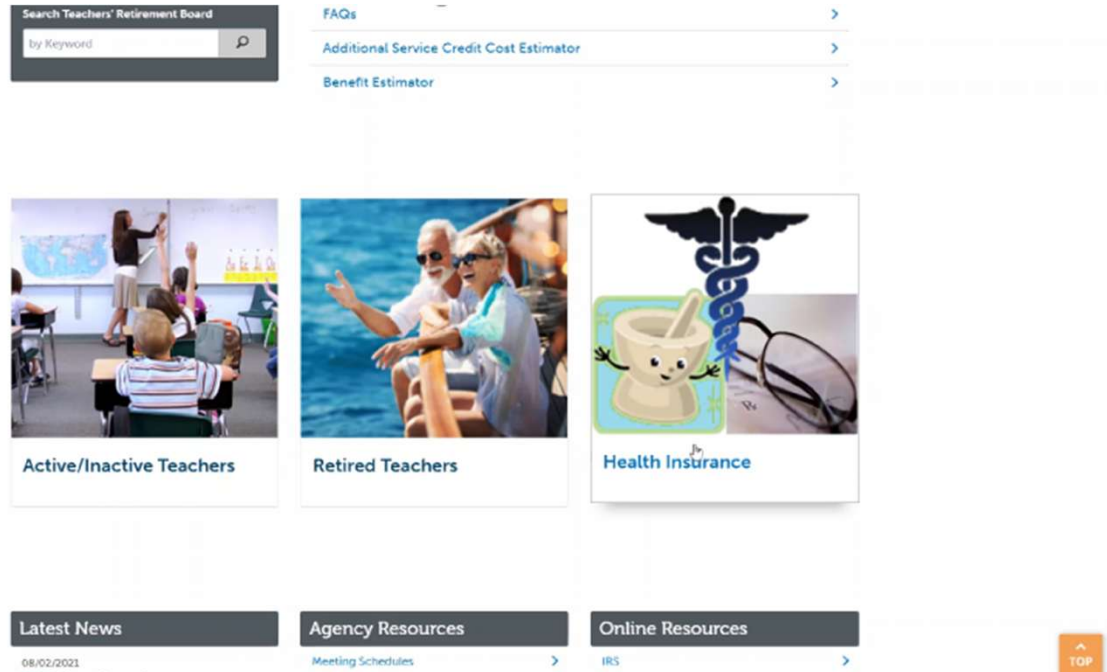 Search Teachers' Retirement Board
by Keyword
FAQs
Additional Service Credit Cost Estimator
Benefit Estimator
Active/Inactive Teachers
Retired Teachers
Health Insurance
Latest News
08/02/2021
Agency Resources
Meeting Schedules
Online Resources
IRS
TOP